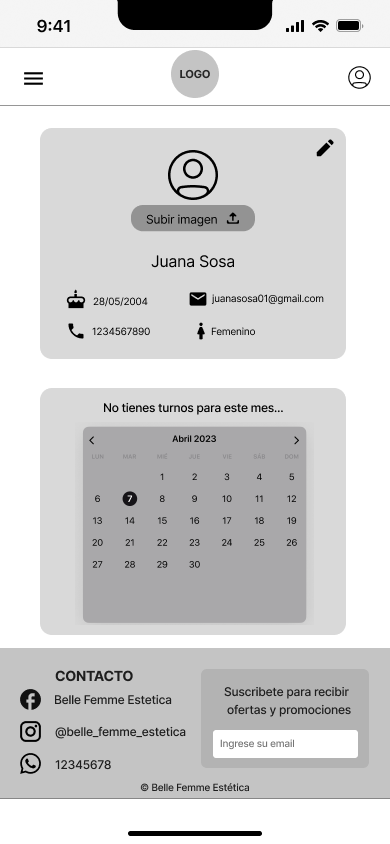 9:41
LOGO
Subir imagen
Juana Sosa
28/05/2004
juanasosa01@gmail.com
1234567890
Femenino
No tienes turnos para este mes...
Abril 2023
LUN MAR MIE JUE VIE SÁB DOM
1 2 3 4 5
6 7 8 9 10 11 12
13 14 15 16 17 18 19
20 21 22 23 24 25 26
27 28 29 30
CONTACTO
Belle Femme Estetica
@belle_femme_estetica
12345678
Suscribete para recibir
ofertas y promociones
Ingrese su email
© Belle Femme Estética